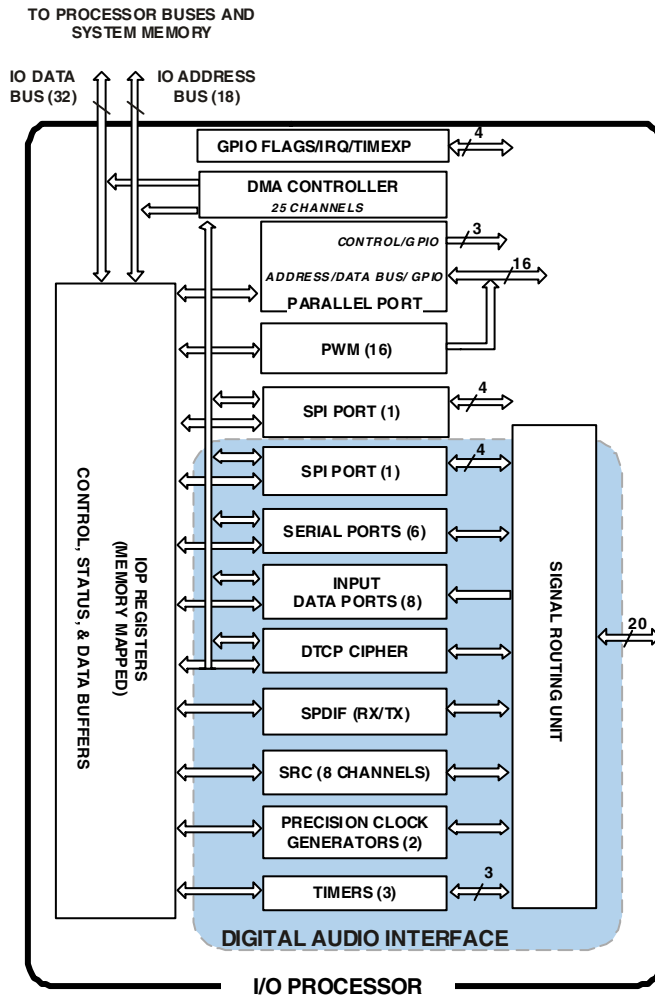 TO PROCESSOR BUSES AND
SYSTEM MEMORY
IO DATA
BUS (32)
IO ADDRESS
BUS (18)
GPIO FLAGS/IRQ/TIMEXP
4
DMA CONTROLLER
25 CHANNELS
CONTROL/GPIO
3
ADDRESS/DATA BUS/ GPIO
16
PARALLEL PORT
PWM (16)
SPI PORT (1)
4
SPI PORT (1)
4
SERIAL PORTS (6)
INPUT
DATA PORTS (8)
DTCP CIPHER
SPDIF (RX/TX)
SRC (8 CHANNELS)
PRECISION CLOCK
GENERATORS (2)
TIMERS (3)
3
IOP REGISTERS
(MEMORY MAPPED)
CONTROL, STATUS, & DATA BUFFERS
SIGNAL ROUTING UNIT
20
DIGITAL AUDIO INTERFACE
I/O PROCESSOR